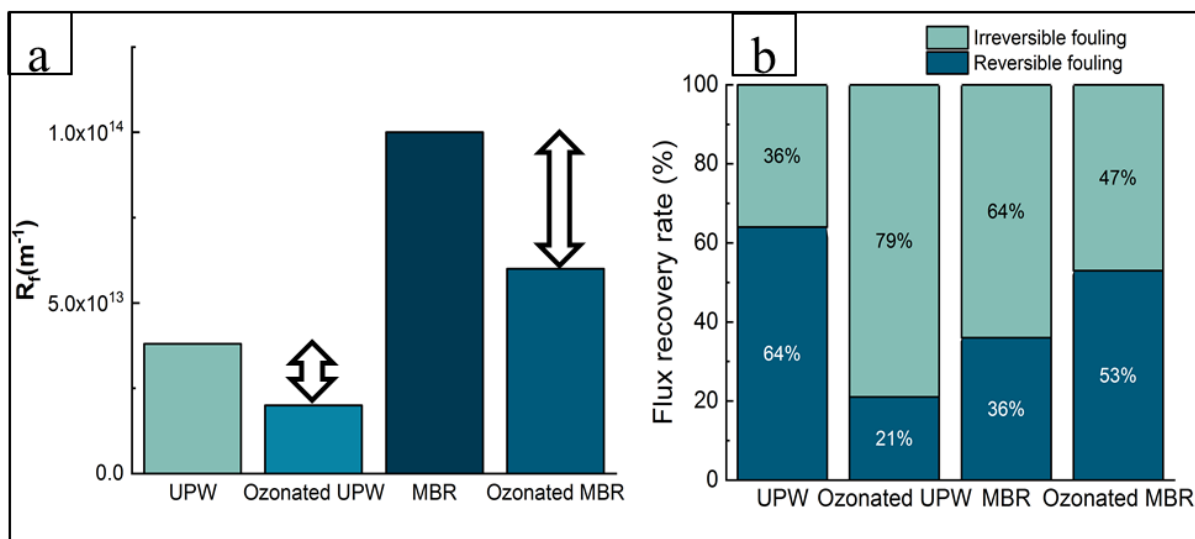 a
Rf(m-1)
1.0x10^14
5.0x10^13
0.0
UPW
Ozonated UPW
MBR
Ozonated MBR
b
Irreversible fouling
Reversible fouling
Flux recovery rate (%)
100
80
60
40
20
0
36%
64%
79%
21%
64%
36%
47%
53%
UPW
Ozonated UPW
MBR
Ozonated MBR